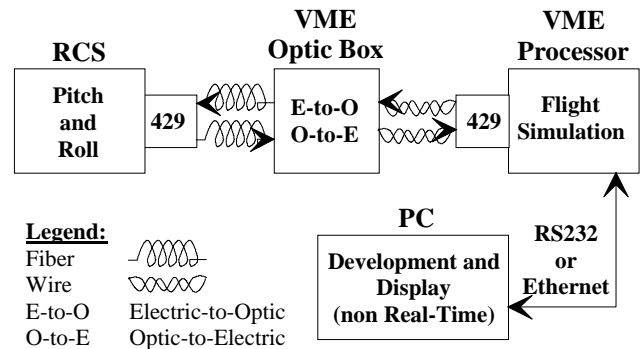 RCS
Pitch
and
Roll
429
VME
Optic Box
E-to-O
O-to-E
VME
Processor
429
Flight
Simulation
PC
Development and
Display
(non Real-Time)
RS232
or
Ethernet
Legend:
Fiber
Wire
E-to-O Electric-to-Optic
O-to-E Optic-to-Electric